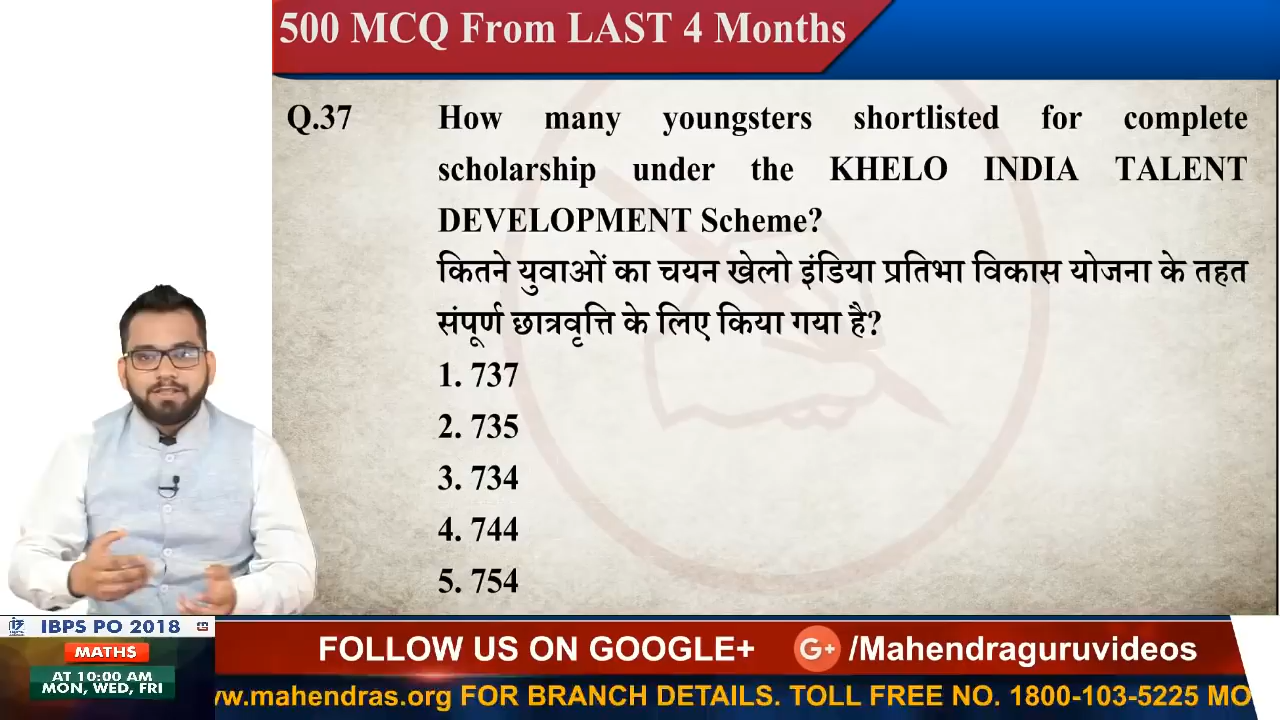 500 MCQ From LAST 4 Months
Q.37 How many youngsters shortlisted for complete
scholarship under the KHELO INDIA TALENT
DEVELOPMENT Scheme?
कितने युवाओं का चयन खेलो इंडिया प्रतिभा विकास योजना के तहत
संपूर्ण छात्रवृत्ति के लिए किया गया है?
1. 737
2. 735
3. 734
4. 744
5. 754
IBPS PO 2018
MATHS
AT 10:00 AM
MON, WED, FRI
FOLLOW US ON GOOGLE+ G+ /Mahendraguruvideos
www.mahendras.org FOR BRANCH DETAILS. TOLL FREE NO. 1800-103-5225 MO